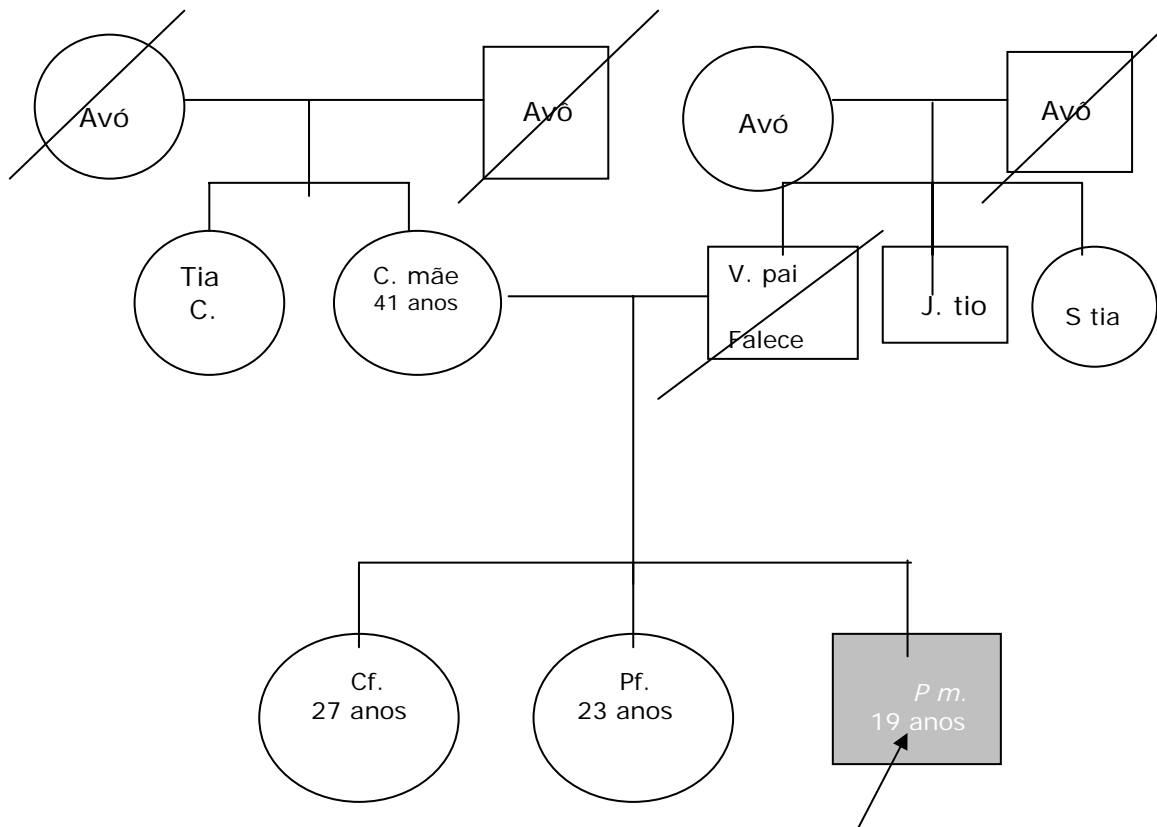 Avó
Avô
Avó
Avô
Tia
C.
C. mãe
41 anos
V. pai
Falece
J. tio
S tia
Cf.
27 anos
Pf.
23 anos
P m.
19 anos